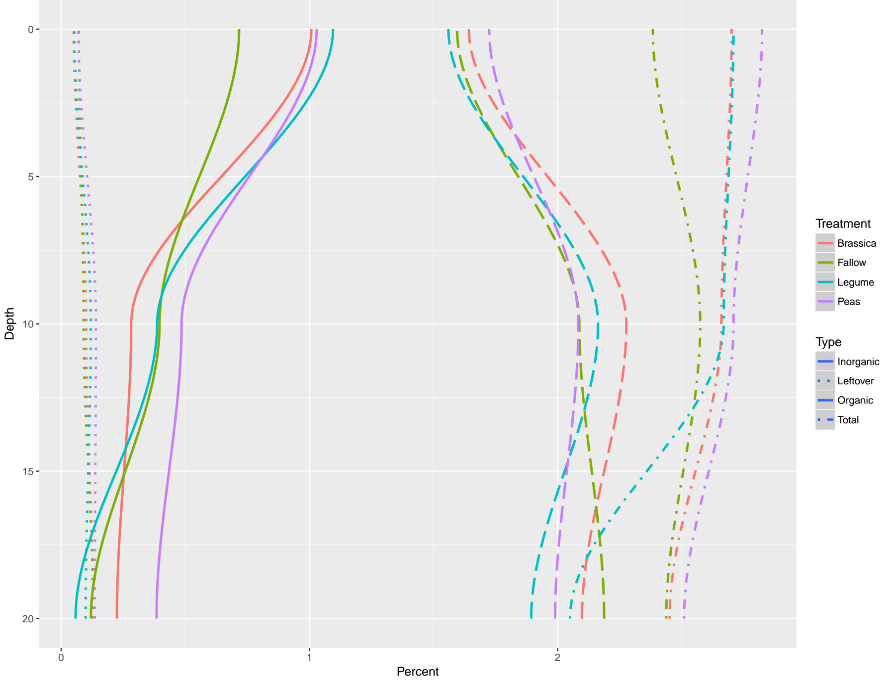 0
5
10
15
20
Depth
0
1
2
Percent
Treatment
Brassica
Fallow
Legume
Peas
Type
Inorganic
Leftover
Organic
Total